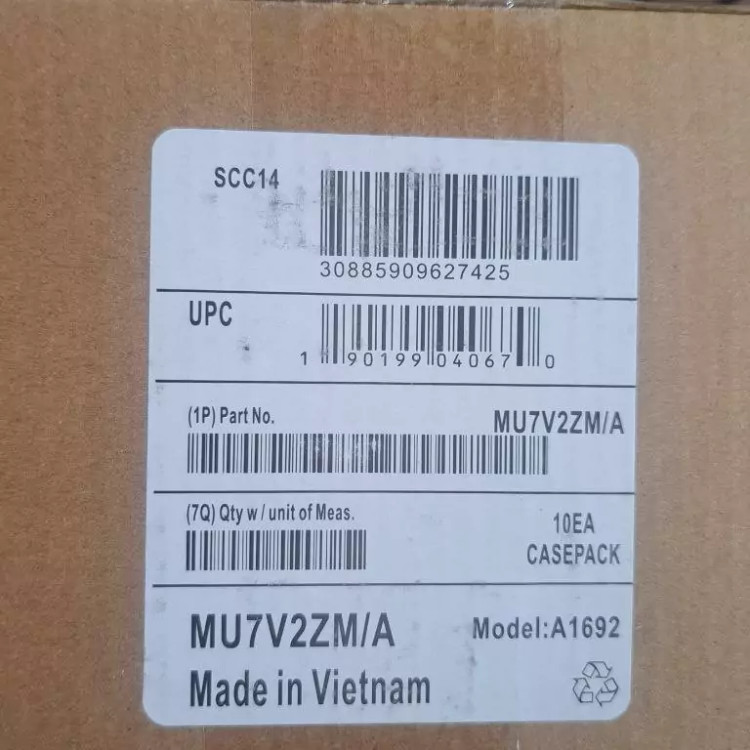 SCC14
30885909627425
UPC
1 90199 04067 0
(1P) Part No.
MU7V2ZM/A
(7Q) Qty w / unit of Meas.
10EA
CASEPACK
MU7V2ZM/A
Model:A1692
Made in Vietnam